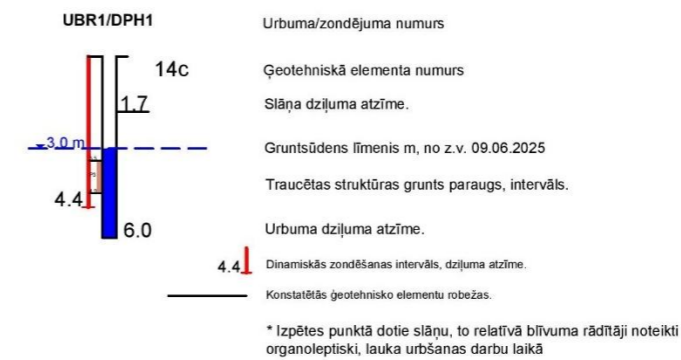 UBR1/DPH1
Urbuma/zondējuma numurs
14c
Ģeotehniskā elementa numurs
1.7
Slāņa dziļuma atzīme.
3.0 m
Gruntsūdens līmenis m, no z.v. 09.06.2025
Traucētas struktūras grunts paraugs, intervāls.
4.4
6.0
Urbuma dziļuma atzīme.
4.4
Dinamiskās zondēšanas intervāls, dziļuma atzīme.
Konstatētās ģeotehnisko elementu robežas.
* Izpētes punktā dotie slāņu, to relatīvā blīvuma rādītāji noteikti
organoleptiski, lauka urbšanas darbu laikā